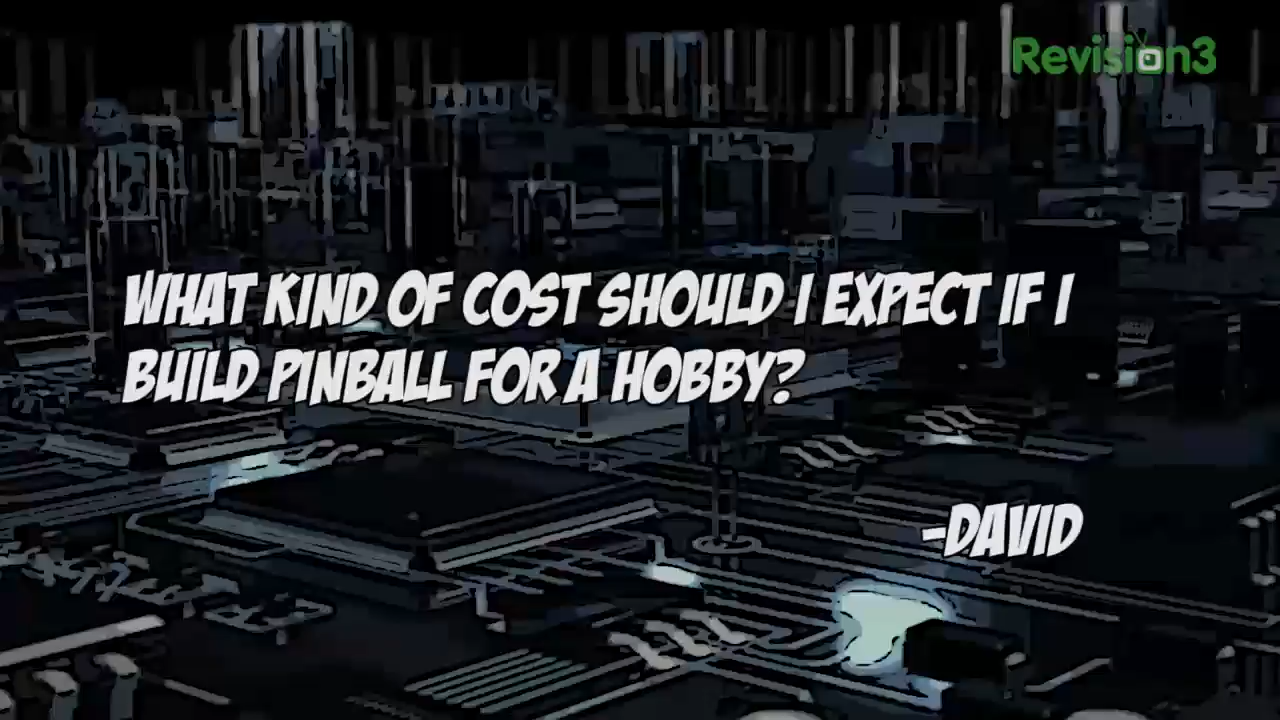 Revision3
WHAT KIND OF COST SHOULD I EXPECT IF I
BUILD PINBALL FOR A HOBBY?
-DAVID